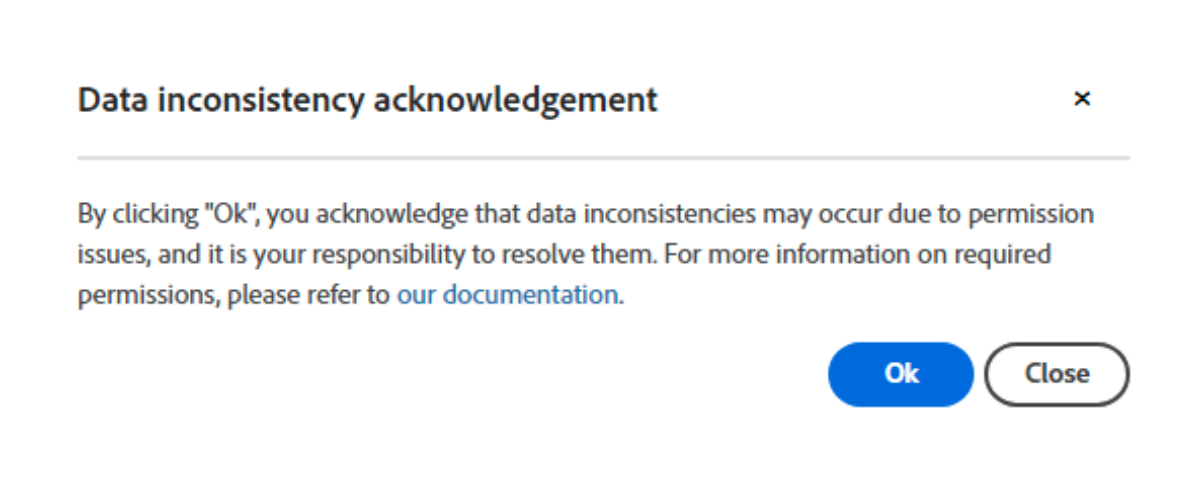 Data inconsistency acknowledgement ×
By clicking "Ok", you acknowledge that data inconsistencies may occur due to permission
issues, and it is your responsibility to resolve them. For more information on required
permissions, please refer to our documentation.
Ok Close